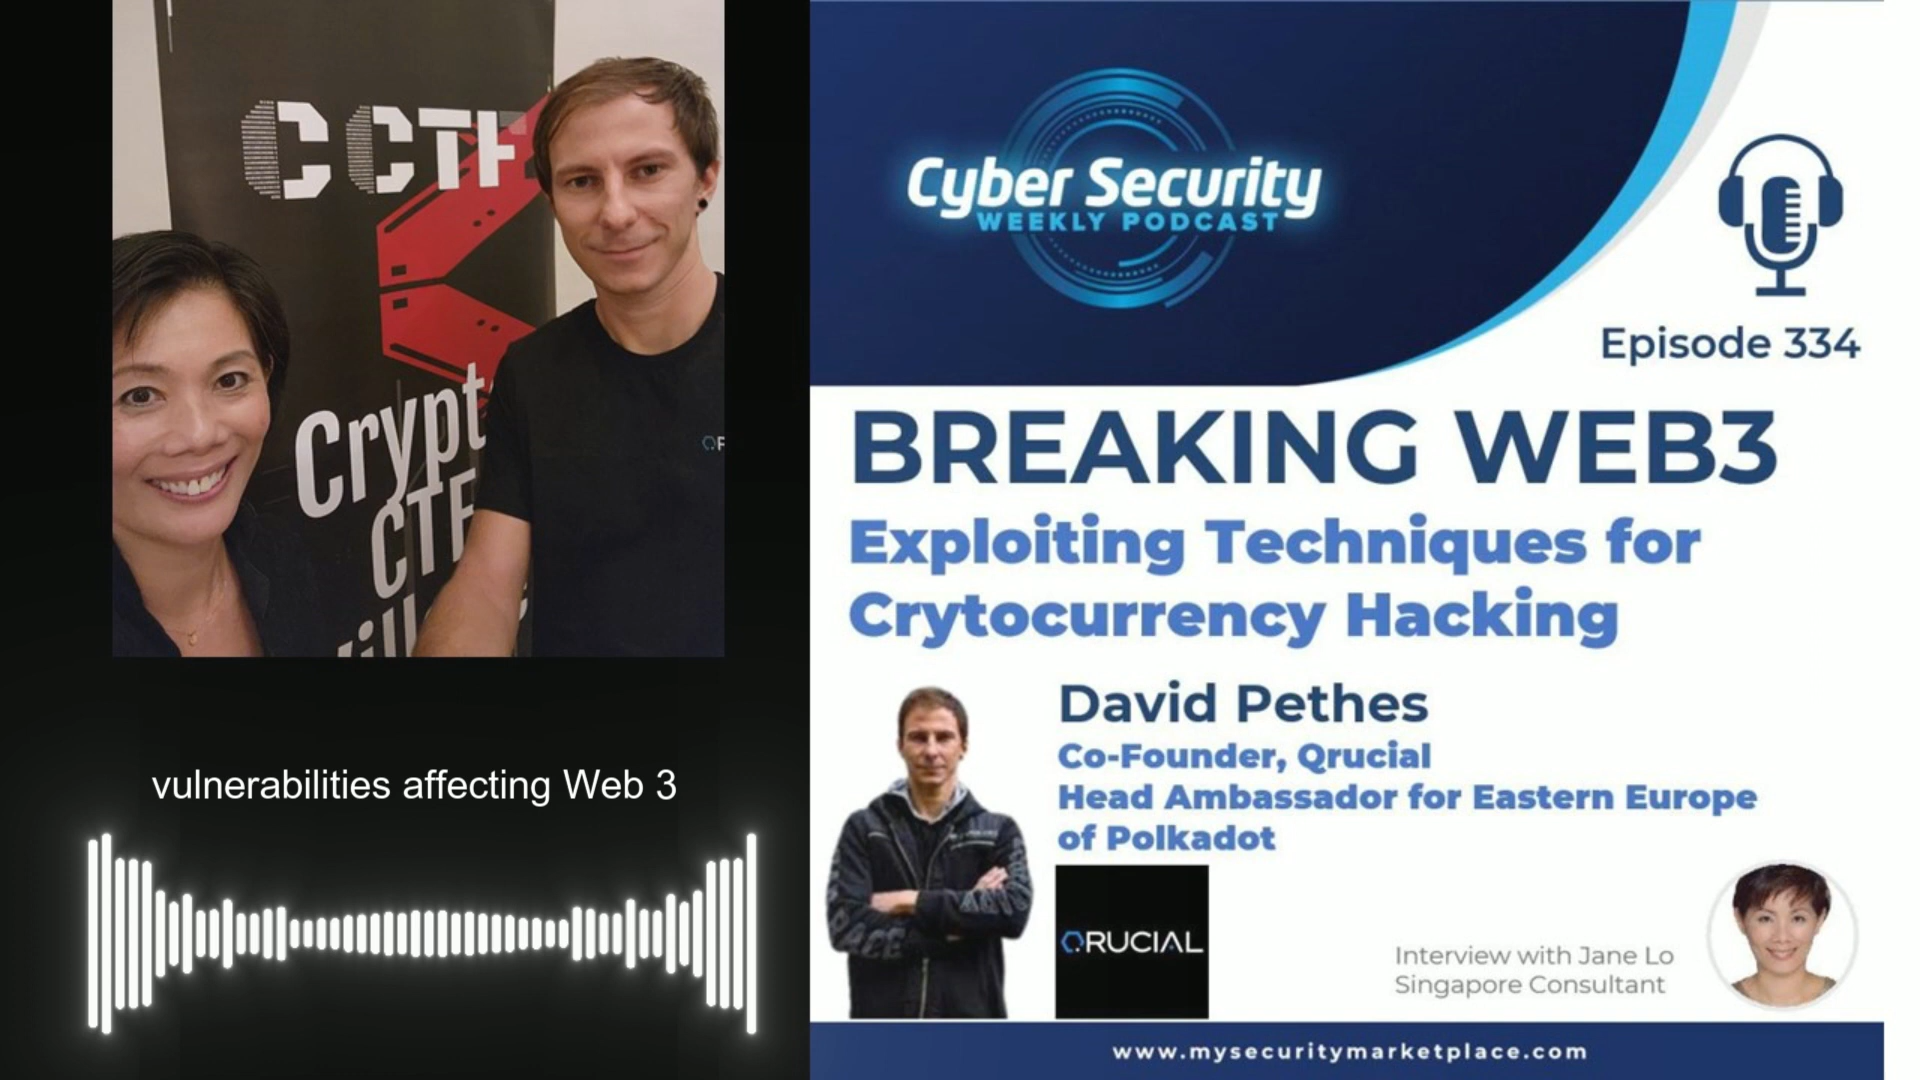 CCTF
Crypt
CTF
vulnerabilities affecting Web 3
Cyber Security
WEEKLY PODCAST
Episode 334
BREAKING WEB3
Exploiting Techniques for
Crytocurrency Hacking
David Pethes
Co-Founder, Qrucial
Head Ambassador for Eastern Europe
of Polkadot
QRUCIAL
Interview with Jane Lo
Singapore Consultant
www.mysecuritymarketplace.com